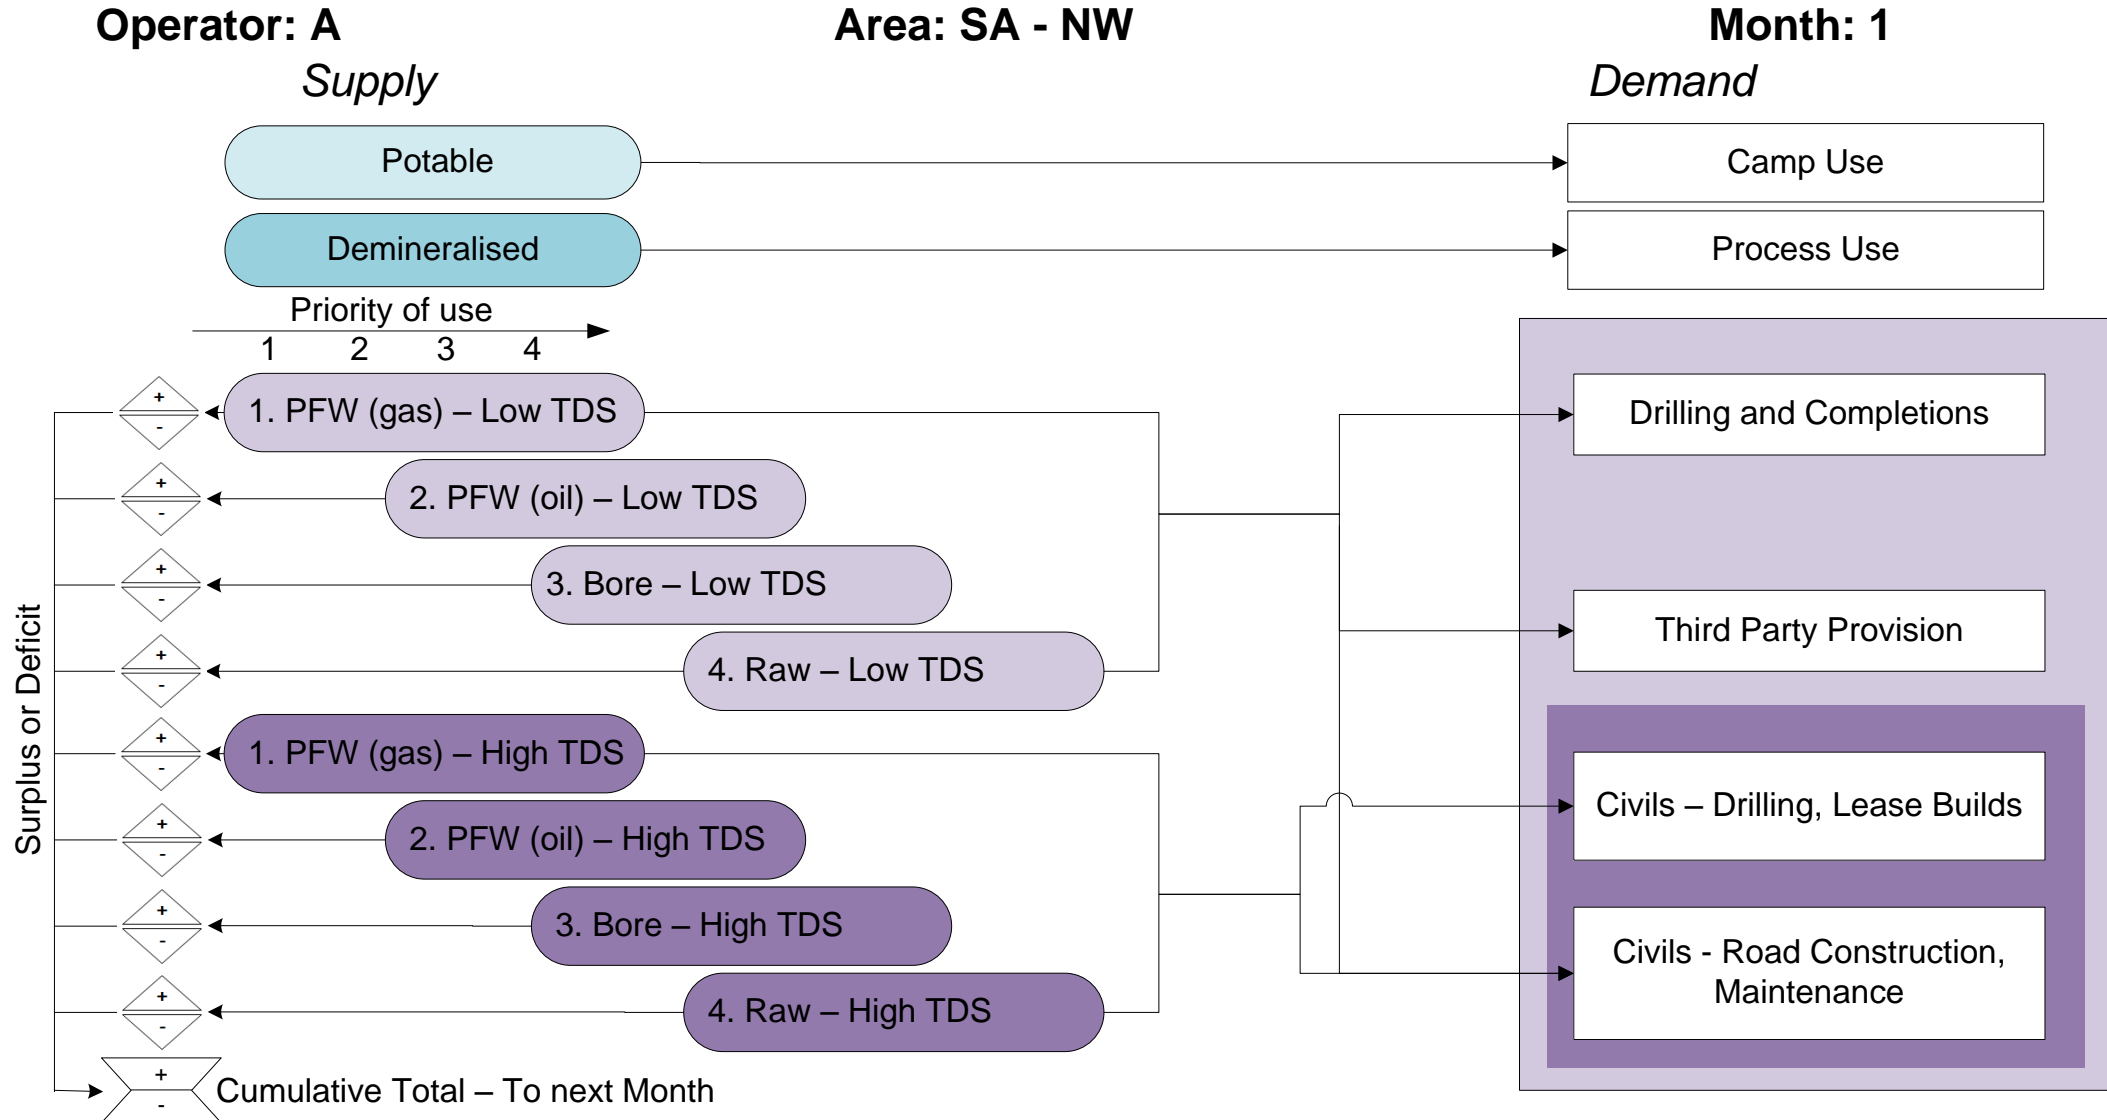 Operator: A
Area: SA - NW
Month: 1
Supply
Demand
Potable
Camp Use
Demineralised
Process Use
Priority of use
1 2 3 4
+
-
1. PFW (gas) – Low TDS
Drilling and Completions
+
-
2. PFW (oil) – Low TDS
+
-
3. Bore – Low TDS
Third Party Provision
+
-
4. Raw – Low TDS
Surplus or Deficit
+
-
1. PFW (gas) – High TDS
Civils – Drilling, Lease Builds
+
-
2. PFW (oil) – High TDS
+
-
3. Bore – High TDS
Civils - Road Construction,
Maintenance
+
-
4. Raw – High TDS
+
-
Cumulative Total – To next Month